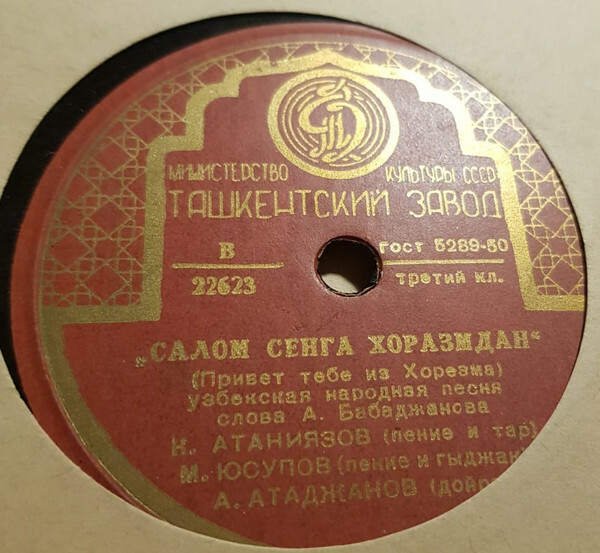 МИНИСТЕРСТВО КУЛЬТУРЫ СССР
ТАШКЕНТСКИЙ ЗАВОД
В
22623
ГОСТ 5289-50
третий кл.
„САЛОМ СЕНГА ХОРАЗМДАН“
(Привет тебе из Хорезма)
узбекская народная песня
слова А. Бабаджанова
К. АТАНИЯЗОВ (пение и тар)
М. ЮСУПОВ (пение и гыджак)
А. АТАДЖАНОВ